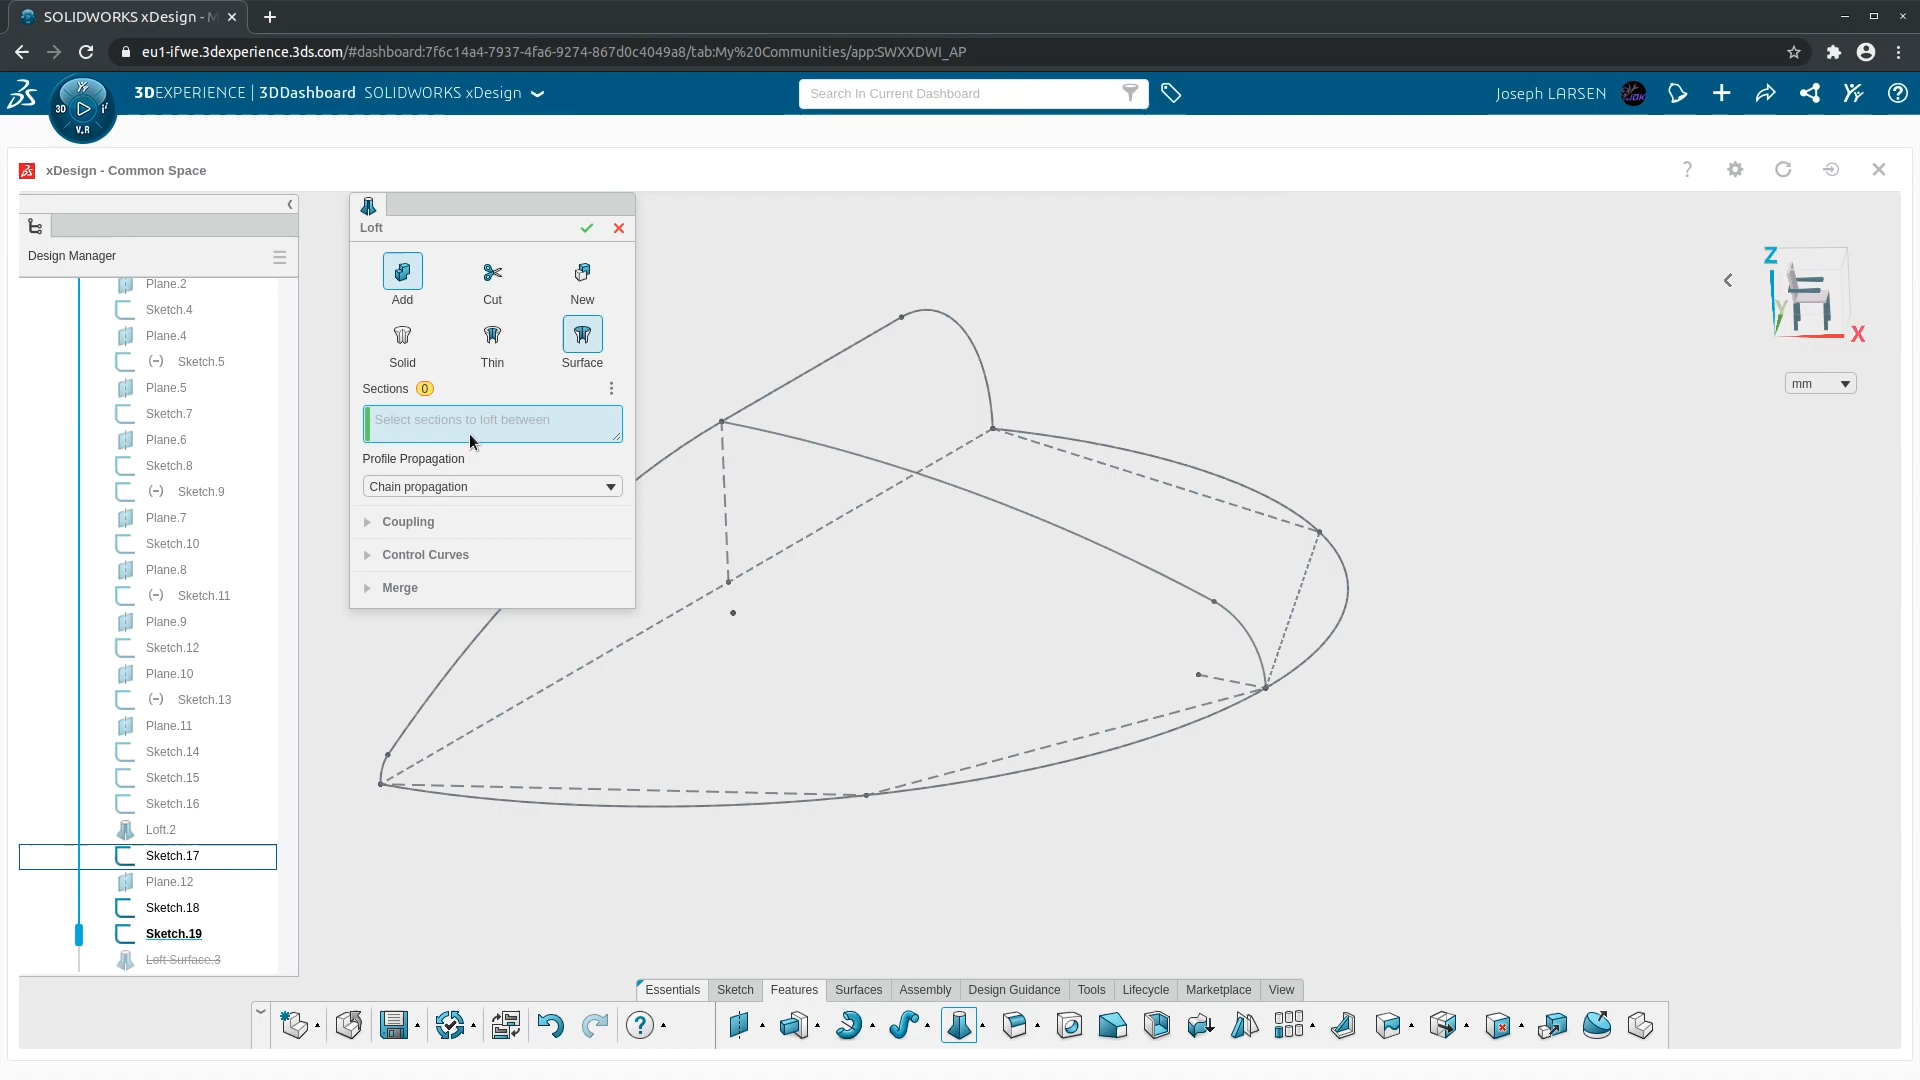 SOLIDWORKS xDesign - M
eu1-ifwe.3dexperience.3ds.com/#dashboard:7f6c14a4-7937-4fa6-9274-867d0c4049a8/tab:My%20Communities/app:SWXXDWI_AP
3DEXPERIENCE | 3DDashboard SOLIDWORKS xDesign
Search In Current Dashboard
Joseph LARSEN
3D
V.R
xDesign - Common Space
?
Design Manager
Plane.2
Sketch.4
Plane.4
(-) Sketch.5
Plane.5
Sketch.7
Plane.6
Sketch.8
(-) Sketch.9
Plane.7
Sketch.10
Plane.8
(-) Sketch.11
Plane.9
Sketch.12
Plane.10
(-) Sketch.13
Plane.11
Sketch.14
Sketch.15
Sketch.16
Loft.2
Sketch.17
Plane.12
Sketch.18
Sketch.19
Loft Surface.3
Loft
Add
Cut
New
Solid
Thin
Surface
Sections 0
Select sections to loft between
Profile Propagation
Chain propagation
Coupling
Control Curves
Merge
Z
Y
X
mm
Essentials
Sketch
Features
Surfaces
Assembly
Design Guidance
Tools
Lifecycle
Marketplace
View